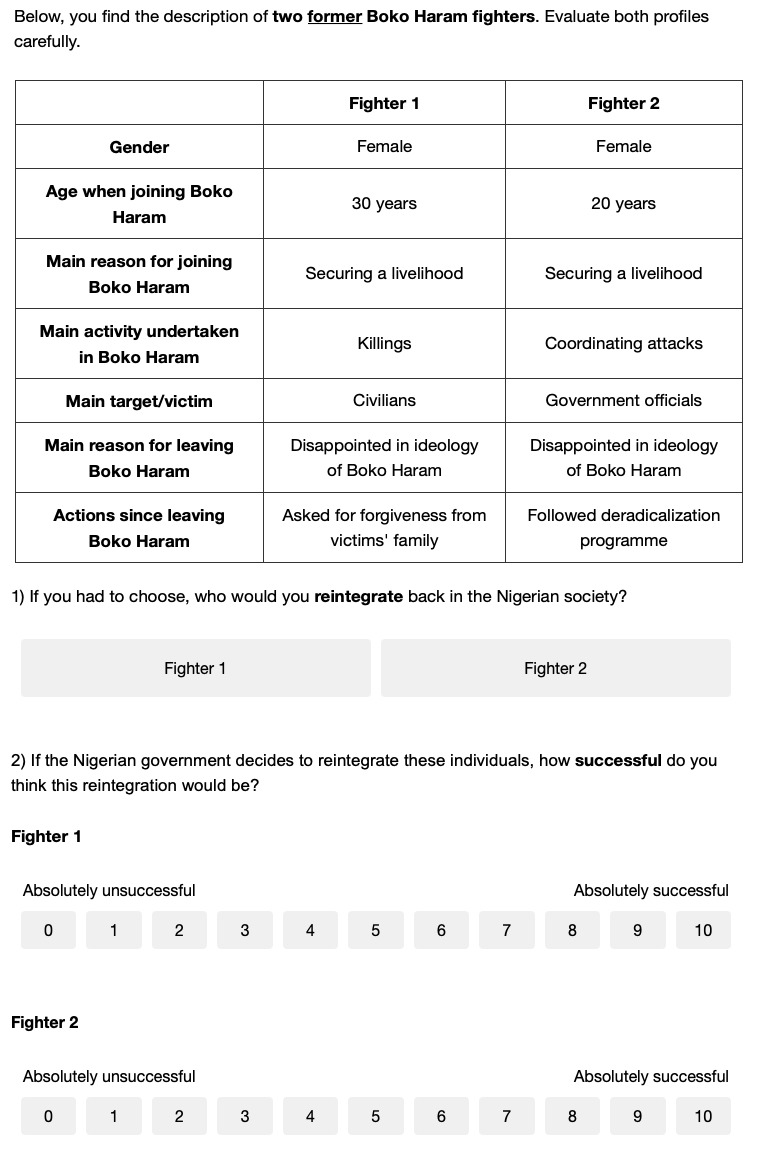 Below, you find the description of two former Boko Haram fighters. Evaluate both profiles
carefully.
Fighter 1 Fighter 2
Gender Female Female
Age when joining Boko
Haram
30 years 20 years
Main reason for joining
Boko Haram
Securing a livelihood Securing a livelihood
Main activity undertaken
in Boko Haram
Killings Coordinating attacks
Main target/victim Civilians Government officials
Main reason for leaving
Boko Haram
Disappointed in ideology
of Boko Haram
Disappointed in ideology
of Boko Haram
Actions since leaving
Boko Haram
Asked for forgiveness from
victims' family
Followed deradicalization
programme
1) If you had to choose, who would you reintegrate back in the Nigerian society?
Fighter 1 Fighter 2
2) If the Nigerian government decides to reintegrate these individuals, how successful do you
think this reintegration would be?
Fighter 1
Absolutely unsuccessful Absolutely successful
0 1 2 3 4 5 6 7 8 9 10
Fighter 2
Absolutely unsuccessful Absolutely successful
0 1 2 3 4 5 6 7 8 9 10